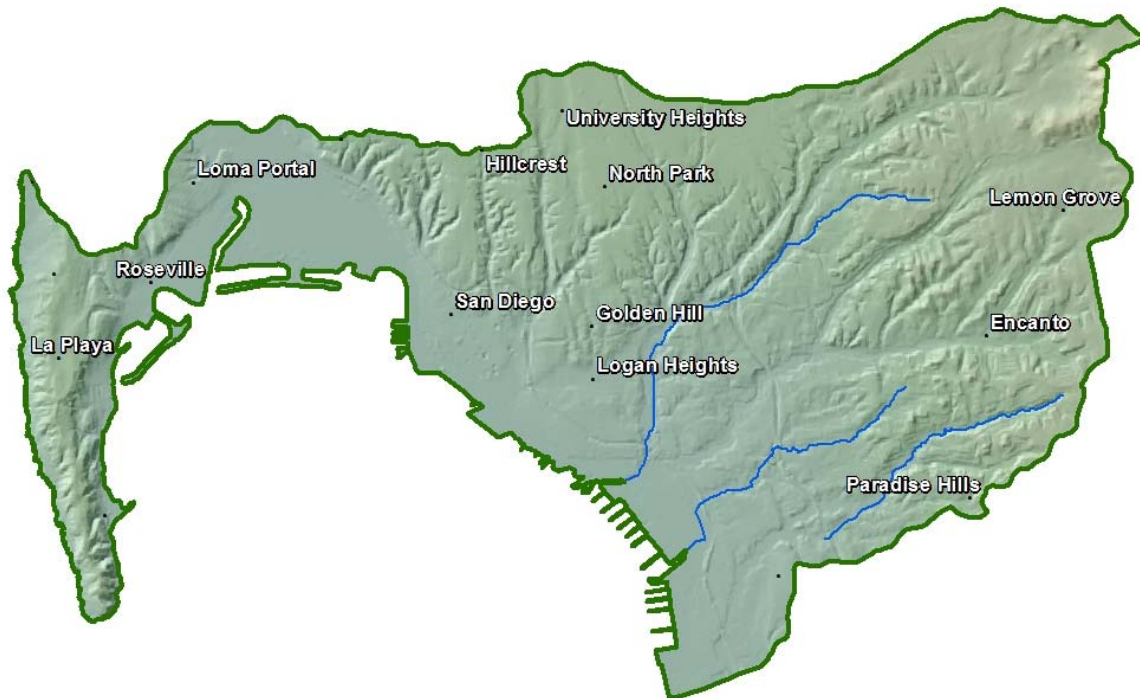 University Heights
Hillcrest
Loma Portal
North Park
Lemon Grove
Roseville
San Diego
Golden Hill
Encanto
La Playa
Logan Heights
Paradise Hills